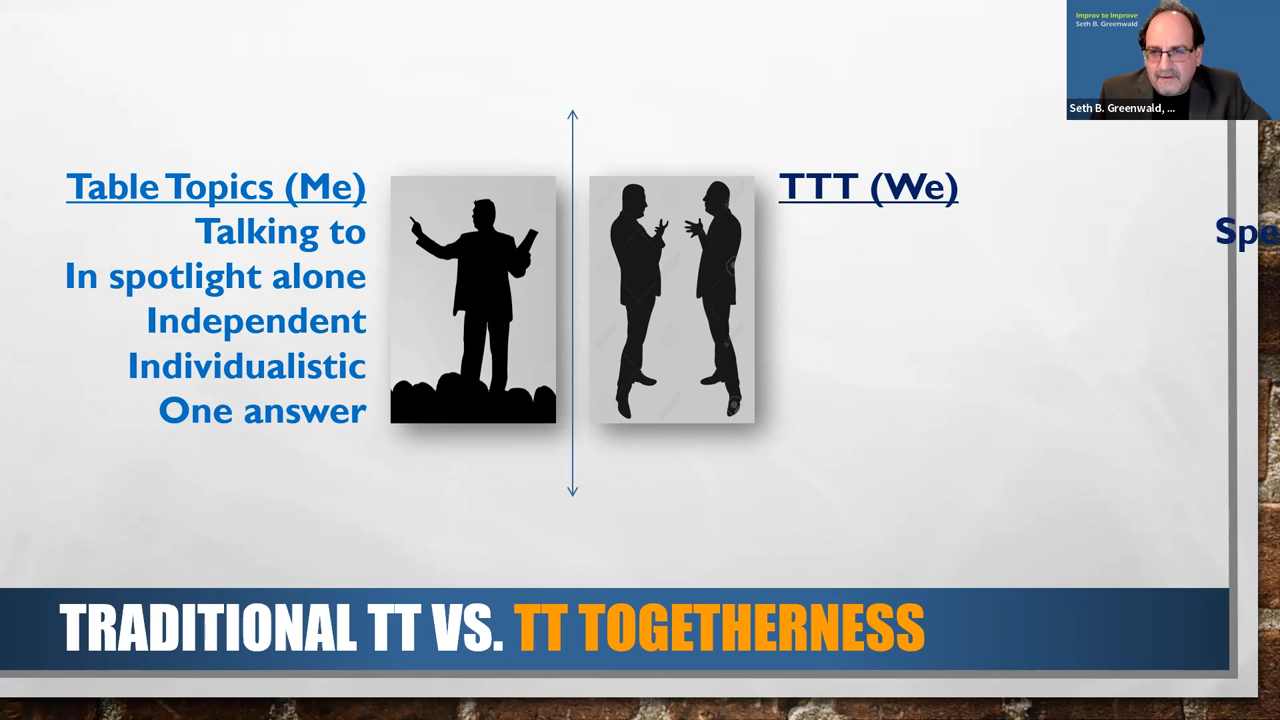 Improv to Improve
Seth B. Greenwald
Seth B. Greenwald, ...
Table Topics (Me)
Talking to
In spotlight alone
Independent
Individualistic
One answer
TTT (We)
Spe
TRADITIONAL TT VS. TT TOGETHERNESS